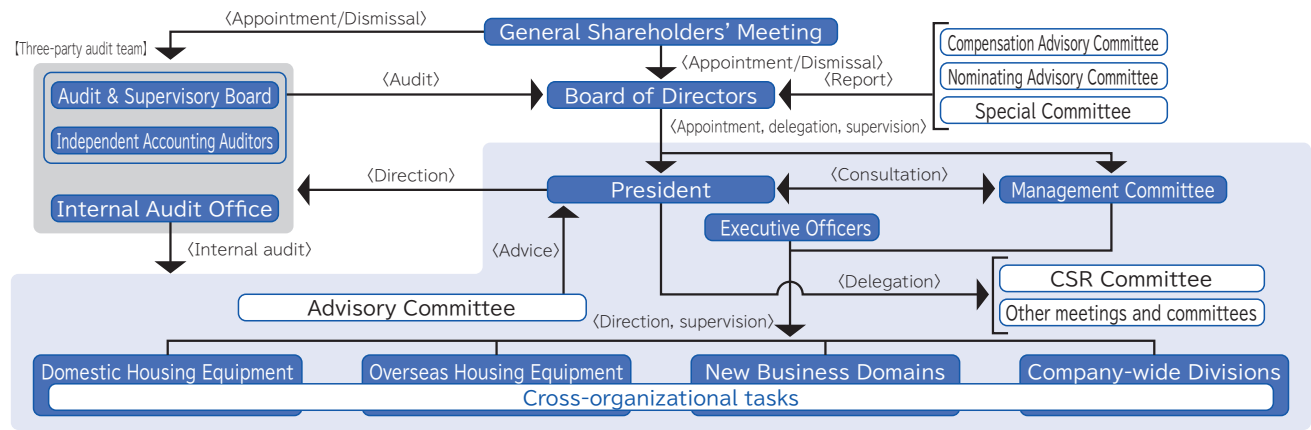 〈Appointment/Dismissal〉
General Shareholders' Meeting
【Three-party audit team】
〈Appointment/Dismissal〉
Compensation Advisory Committee
〈Report〉
Nominating Advisory Committee
〈Audit〉
Audit & Supervisory Board
Board of Directors
Special Committee
〈Appointment, delegation, supervision〉
Independent Accounting Auditors
〈Direction〉
President
〈Consultation〉
Management Committee
Internal Audit Office
Executive Officers
〈Internal audit〉
〈Advice〉
〈Delegation〉
CSR Committee
Advisory Committee
Other meetings and committees
〈Direction, supervision〉
Domestic Housing Equipment
Overseas Housing Equipment
New Business Domains
Company-wide Divisions
Cross-organizational tasks